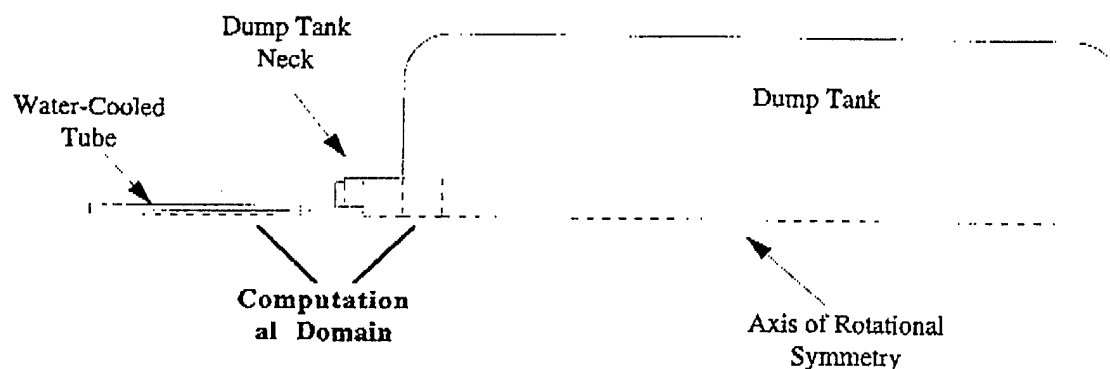 Dump Tank
Neck
Water-Cooled
Tube
Dump Tank
Computation
al Domain
Axis of Rotational
Symmetry